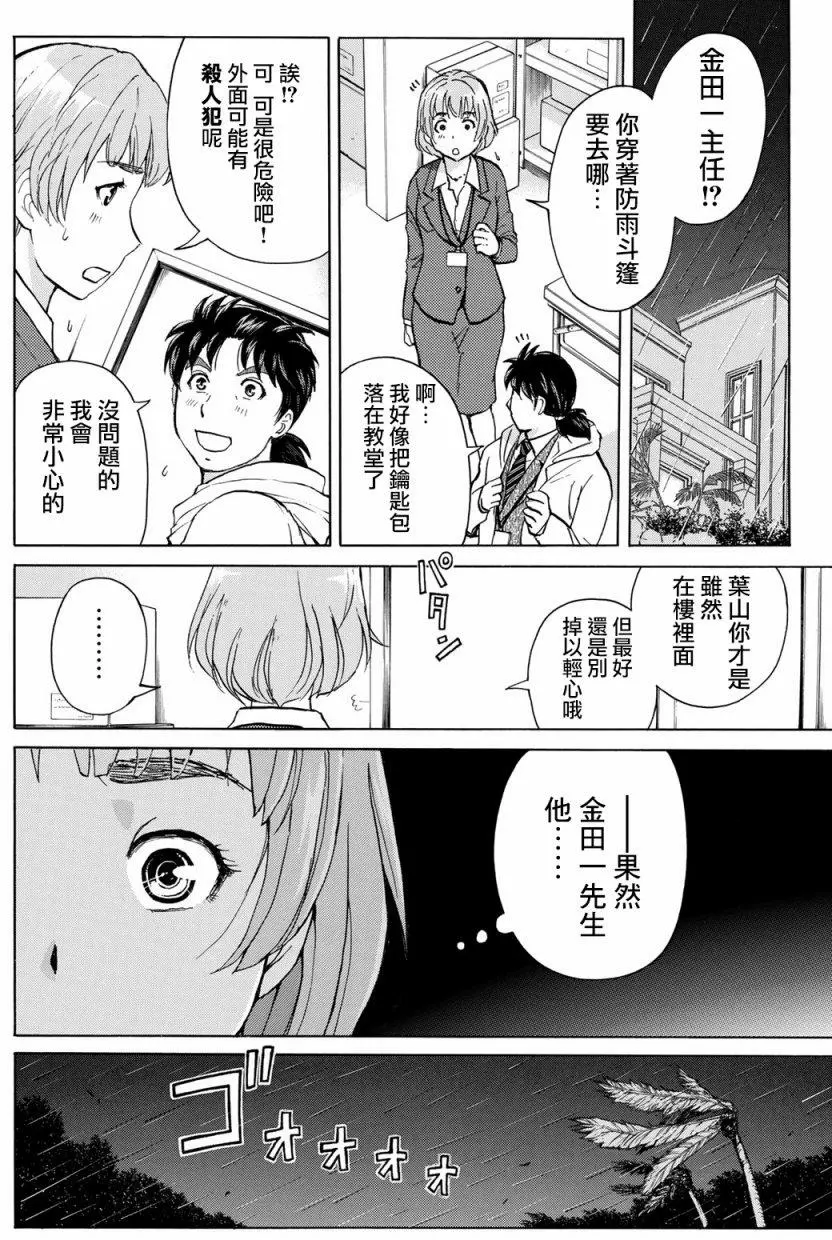 金田一主任!?
你穿著防雨斗篷
要去哪…
啊…
我好像把鑰匙包
落在教堂了
誒!?
可 可是很危險吧！
外面可能有
殺人犯呢
沒問題的
我會
非常小心的
葉山你才是
雖然
在樓裡面
但最好
還是別
掉以輕心哦
パタン
………
——果然
金田一先生
他……
ゴオオオオ